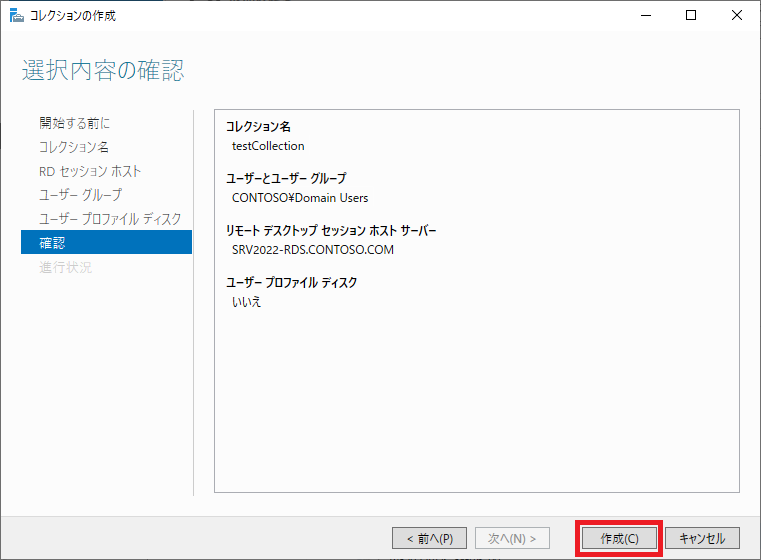 コレクションの作成
選択内容の確認
開始する前に
コレクション名
RD セッション ホスト
ユーザー グループ
ユーザー プロファイル ディスク
確認
進行状況
コレクション名
testCollection
ユーザーとユーザー グループ
CONTOSO¥Domain Users
リモート デスクトップ セッション ホスト サーバー
SRV2022-RDS.CONTOSO.COM
ユーザー プロファイル ディスク
いいえ
< 前へ(P) 次へ(N) > 作成(C) キャンセル